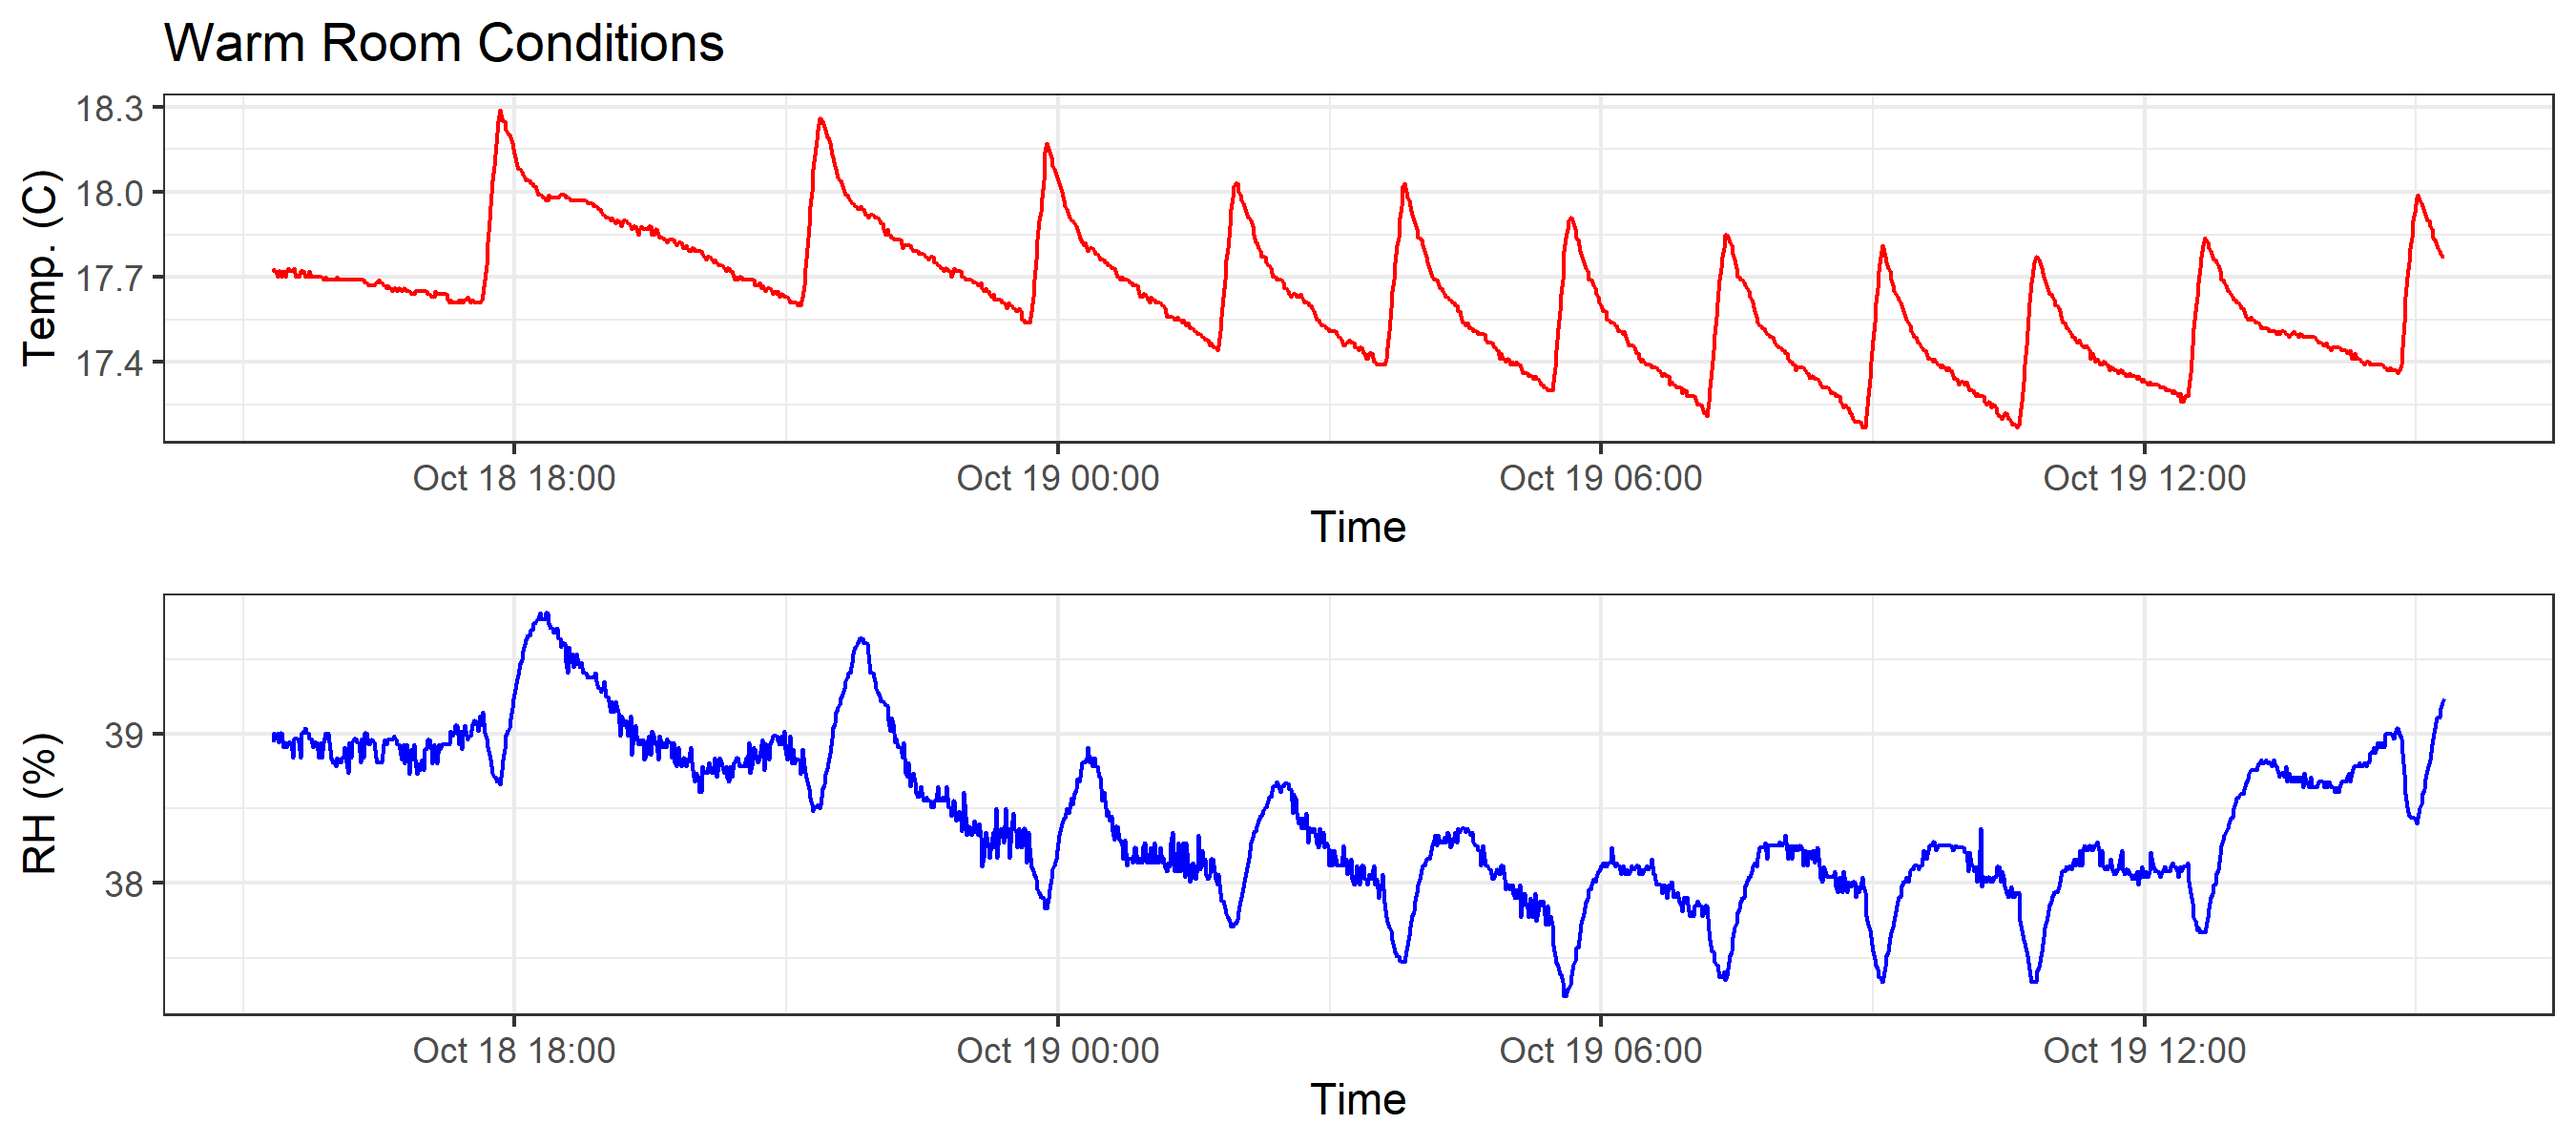 Warm Room Conditions
Temp. (C)
18.3
18.0
17.7
17.4
Oct 18 18:00 Oct 19 00:00 Oct 19 06:00 Oct 19 12:00
Time
RH (%)
39
38
Oct 18 18:00 Oct 19 00:00 Oct 19 06:00 Oct 19 12:00
Time